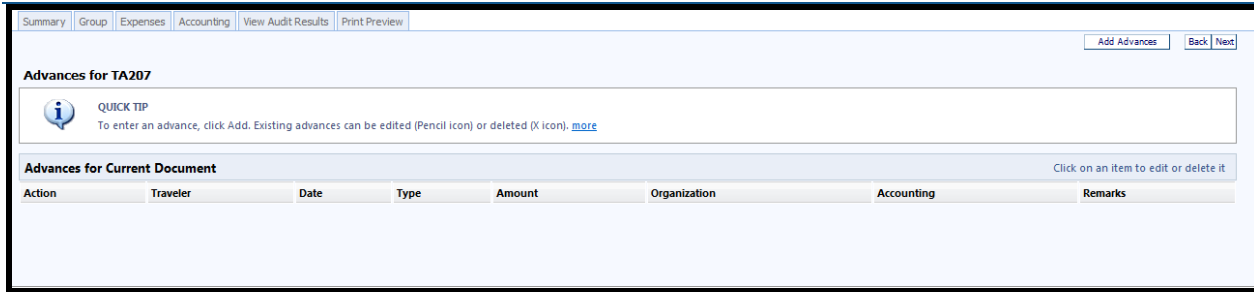 Summary Group Expenses Accounting View Audit Results Print Preview
Add Advances Back Next
Advances for TA207
QUICK TIP
To enter an advance, click Add. Existing advances can be edited (Pencil icon) or deleted (X icon). more
Advances for Current Document Click on an item to edit or delete it
Action Traveler Date Type Amount Organization Accounting Remarks